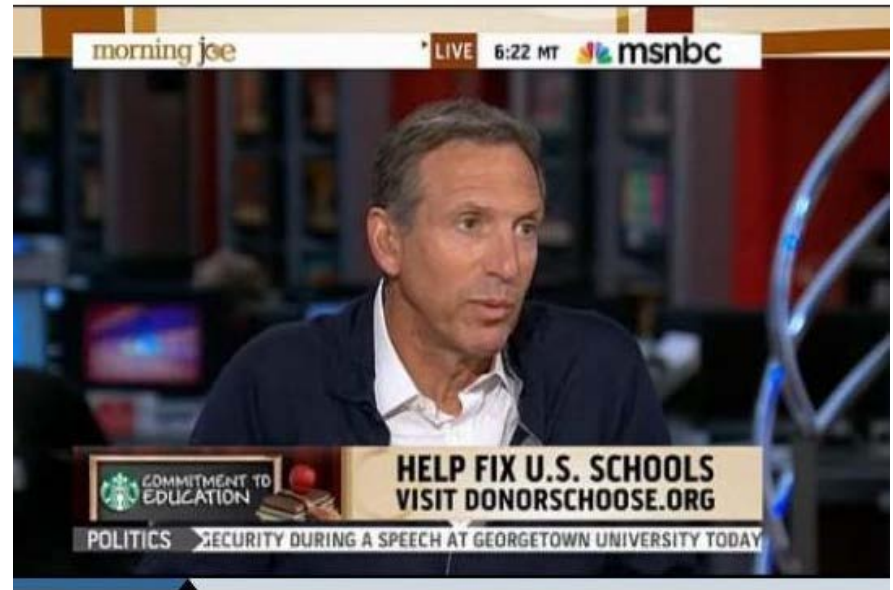 morning joe
LIVE 6:22 MT msnbc
COMMITMENT TO
EDUCATION
HELP FIX U.S. SCHOOLS
VISIT DONORSCHOOSE.ORG
POLITICS SECURITY DURING A SPEECH AT GEORGETOWN UNIVERSITY TODAY